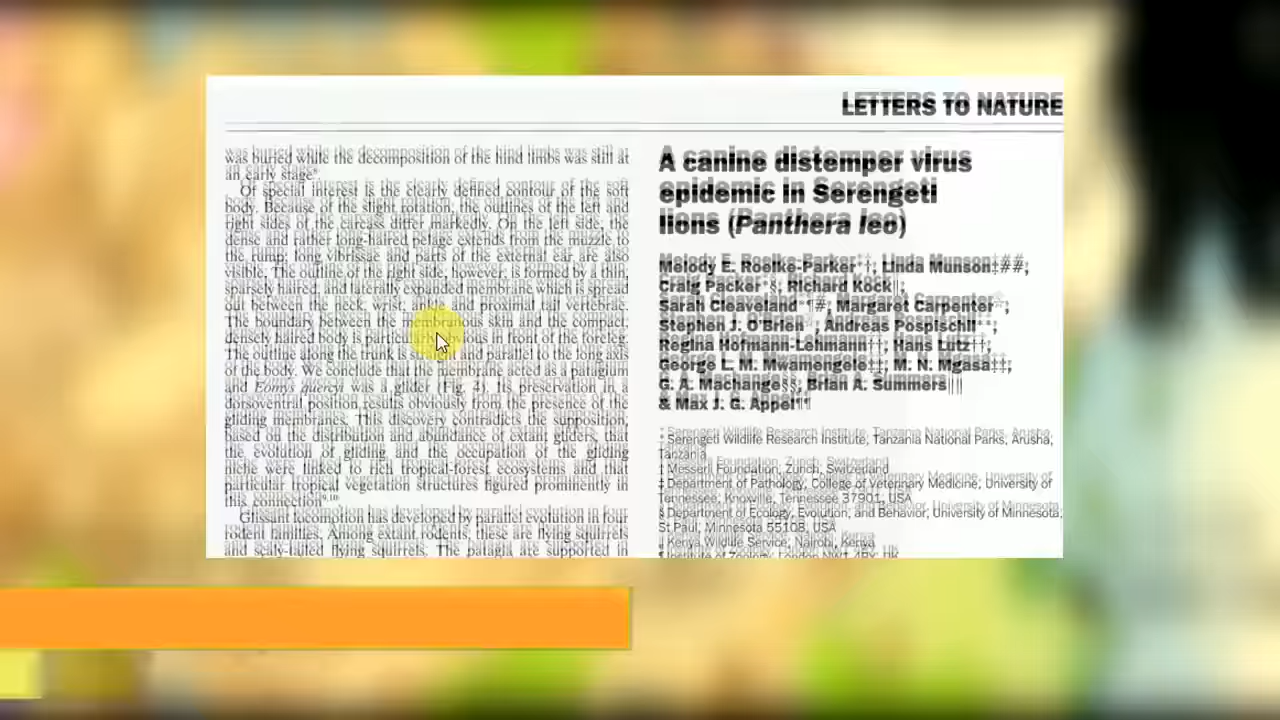 LETTERS TO NATURE
was buried while the decomposition of the hind limbs was still at
an early stage⁸.
Of special interest is the clearly defined contour of the soft
body. Because of the slight rotation, the outlines of the left and
right sides of the carcass differ markedly. On the left side, the
dense and rather long-haired pelage extends from the muzzle to
the rump; long vibrissae and parts of the external ear are also
visible. The outline of the right side, however, is formed by a thin,
sparsely haired, and laterally expanded membrane which is spread
out between the neck, wrist, and proximal tail vertebrae.
The boundary between the membranous skin and the compact,
densely haired body is particularly obvious in front of the foreleg.
The outline along the trunk is and parallel to the long axis
of the body. We conclude that the membrane acted as a patagium
and Eomys quercyi was a glider (Fig. 4). Its preservation in a
dorsoventral position results obviously from the presence of the
gliding membranes. This discovery contradicts the supposition,
based on the distribution and abundance of extant gliders, that
the evolution of gliding and the occupation of the gliding
niche were linked to rich tropical-forest ecosystems and that
particular tropical vegetation structures figured prominently in
this connection⁹,¹⁰.
Glissant locomotion has developed by parallel evolution in four
rodent families. Among extant rodents, these are flying squirrels
and scaly-tailed flying squirrels. The patagia are supported in
A canine distemper virus
epidemic in Serengeti
lions (Panthera leo)
Melody E. Roelke-Parker*†, Linda Munson‡##,
Craig Packer*§, Richard Kock∥,
Sarah Cleaveland*¶#, Margaret Carpenter☆,
Stephen J. O'Brien☆, Andreas Pospischil**,
Regina Hofmann-Lehmann††, Hans Lutz††,
George L. M. Mwamengele‡‡, M. N. Mgasa‡‡,
G. A. Machange§§, Brian A. Summers∥∥
& Max J. G. Appel¶¶
* Serengeti Wildlife Research Institute, Tanzania National Parks, Arusha,
Tanzania
† Messerli Foundation, Zurich, Switzerland
‡ Department of Pathology, College of Veterinary Medicine, University of
Tennessee, Knoxville, Tennessee 37901, USA
§ Department of Ecology, Evolution, and Behavior, University of Minnesota,
St Paul, Minnesota 55108, USA
∥ Kenya Wildlife Service, Nairobi, Kenya
¶ Institute of Zoology, London NW1 4RY, UK